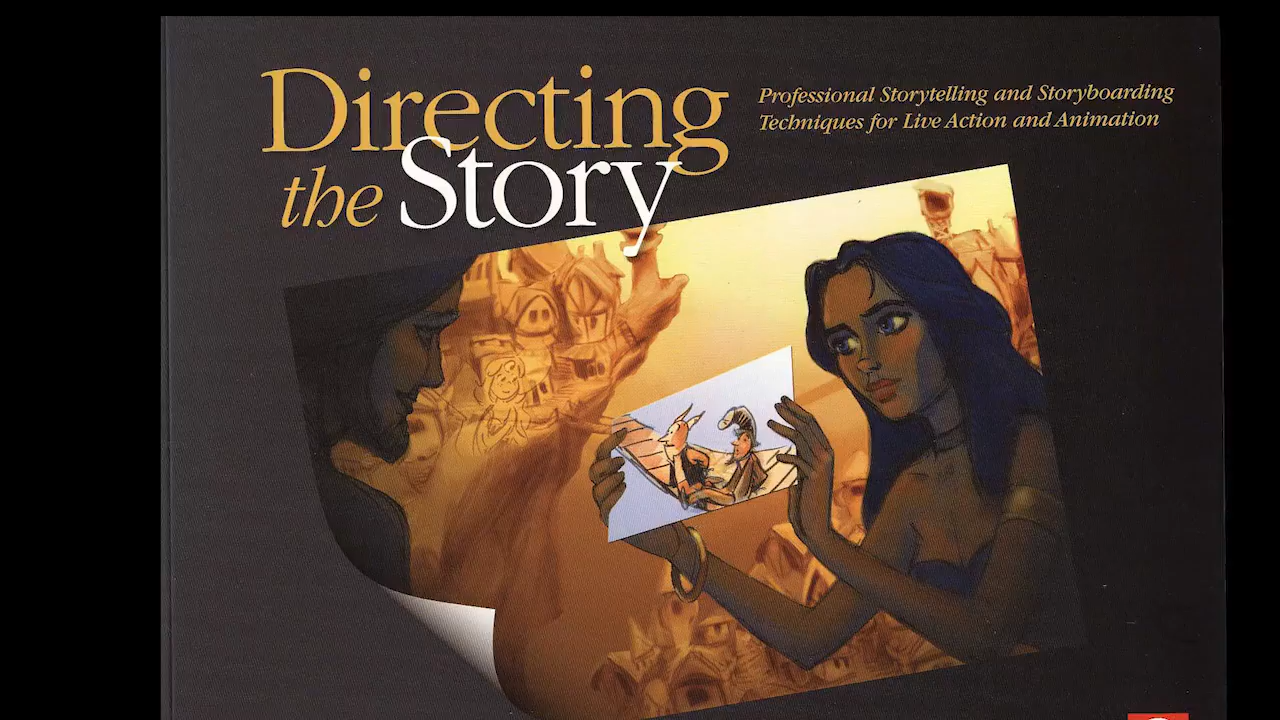 Directing
the Story
Professional Storytelling and Storyboarding
Techniques for Live Action and Animation